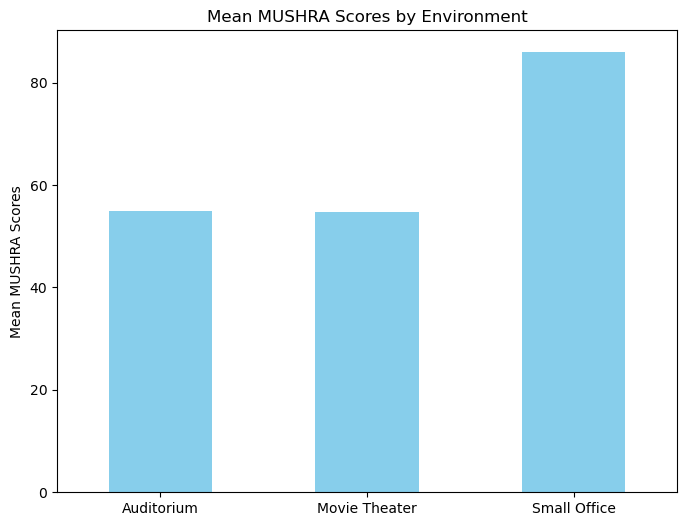 Mean MUSHRA Scores by Environment
Mean MUSHRA Scores
80
60
40
20
0
Auditorium
Movie Theater
Small Office